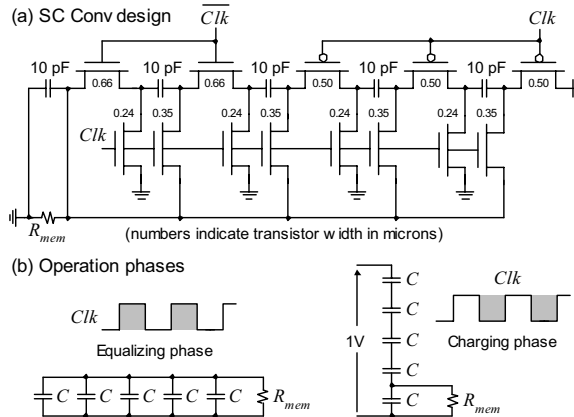 (a) SC Conv design
Clk
Clk
10 pF 10 pF 10 pF 10 pF 10 pF
0.66 0.66 0.50 0.50 0.50
0.24 0.35 0.24 0.35 0.24 0.35 0.24 0.35
Clk
R_mem
(numbers indicate transistor width in microns)
(b) Operation phases
Clk
Equalizing phase
C C C C C R_mem
1V
C
C
C
C
C
R_mem
Clk
Charging phase